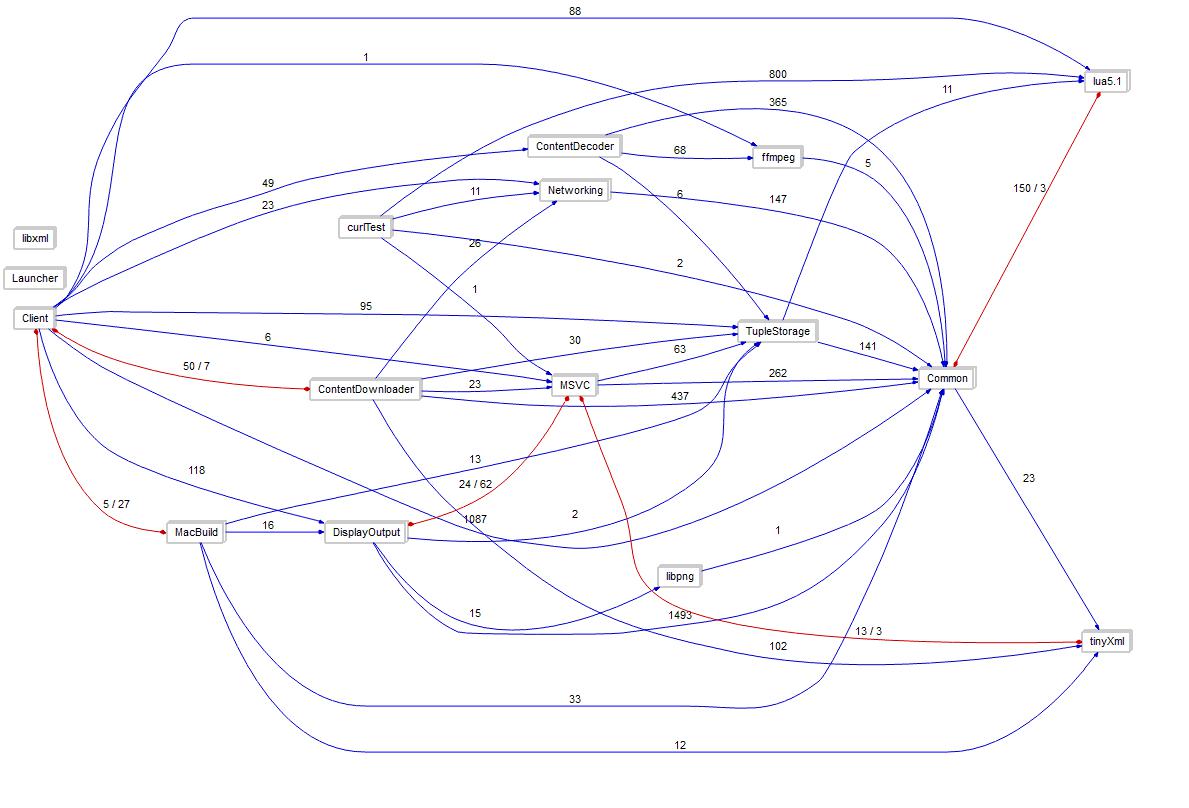 88
1
800
lua5.1
11
365
ContentDecoder
68
ffmpeg
5
49
11
Networking
6
147
150 / 3
23
curlTest
libxml
26
2
Launcher
1
Client
95
TupleStorage
6
30
63
141
50 / 7
ContentDownloader
23
MSVC
262
Common
437
13
118
24 / 62
23
5 / 27
1087
2
MacBuild
16
DisplayOutput
1
libpng
15
1493
13 / 3
tinyXml
102
33
12